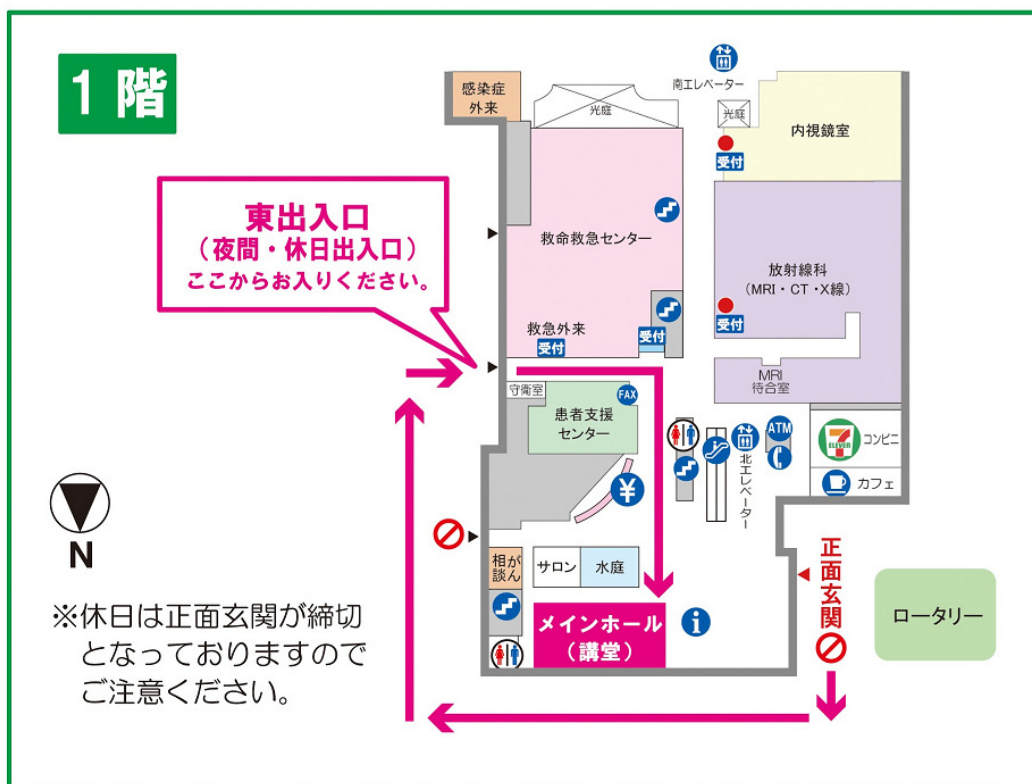 1 階
感染症
外来
光庭
南エレベーター
光庭
内視鏡室
受付
東出入口
（夜間・休日出入口）
ここからお入りください。
救命救急センター
放射線科
（MRI・CT・X線）
受付
救急外来
受付
受付
MRI
待合室
守衛室
FAX
患者支援
センター
ATM
北エレベーター
7
ELEVEN
コンビニ
カフェ
¥
N
相談
がん
サロン
水庭
正面玄関
ロータリー
メインホール
（講堂）
i
※休日は正面玄関が締切
となっておりますので
ご注意ください。